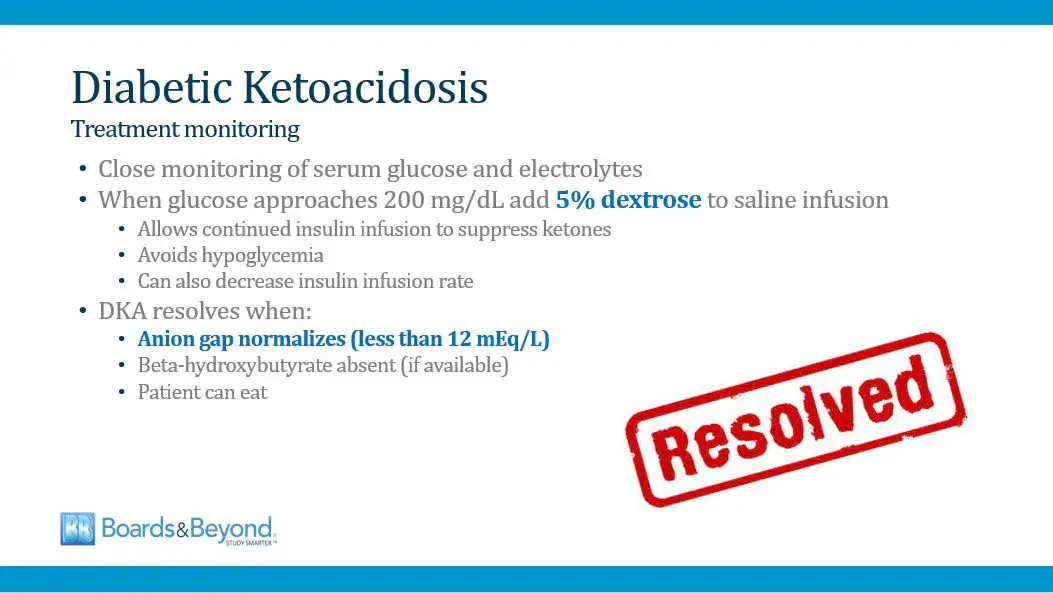 Diabetic Ketoacidosis
Treatment monitoring
• Close monitoring of serum glucose and electrolytes
• When glucose approaches 200 mg/dL add 5% dextrose to saline infusion
• Allows continued insulin infusion to suppress ketones
• Avoids hypoglycemia
• Can also decrease insulin infusion rate
• DKA resolves when:
• Anion gap normalizes (less than 12 mEq/L)
• Beta-hydroxybutyrate absent (if available)
• Patient can eat
Resolved
BB Boards&Beyond.
STUDY SMARTER™